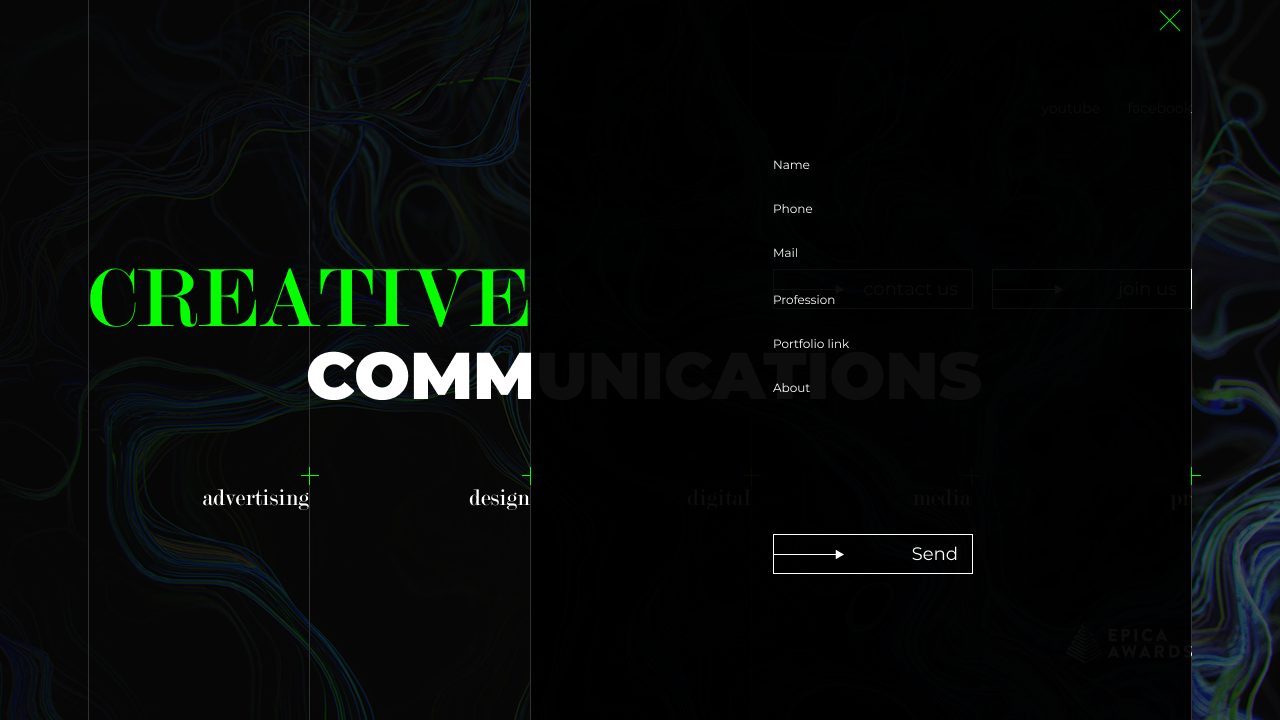 youtube facebook
Name
Phone
Mail
contact us join us
Profession
Portfolio link
About
CREATIVE
COMMUNICATIONS
advertising design digital media pr
Send
EPICA
AWARDS